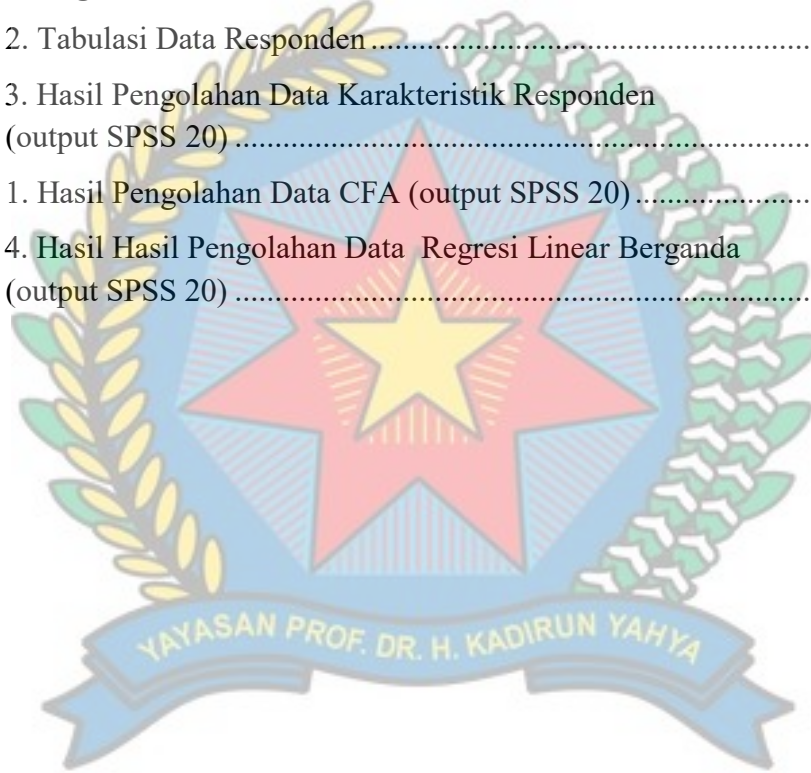 2. Tabulasi Data Responden ....................................................
3. Hasil Pengolahan Data Karakteristik Responden
(output SPSS 20) ......................................................................
1. Hasil Pengolahan Data CFA (output SPSS 20) .....................
4. Hasil Hasil Pengolahan Data Regresi Linear Berganda
(output SPSS 20) ......................................................................
YAYASAN PROF. DR. H. KADIRUN YAHYA